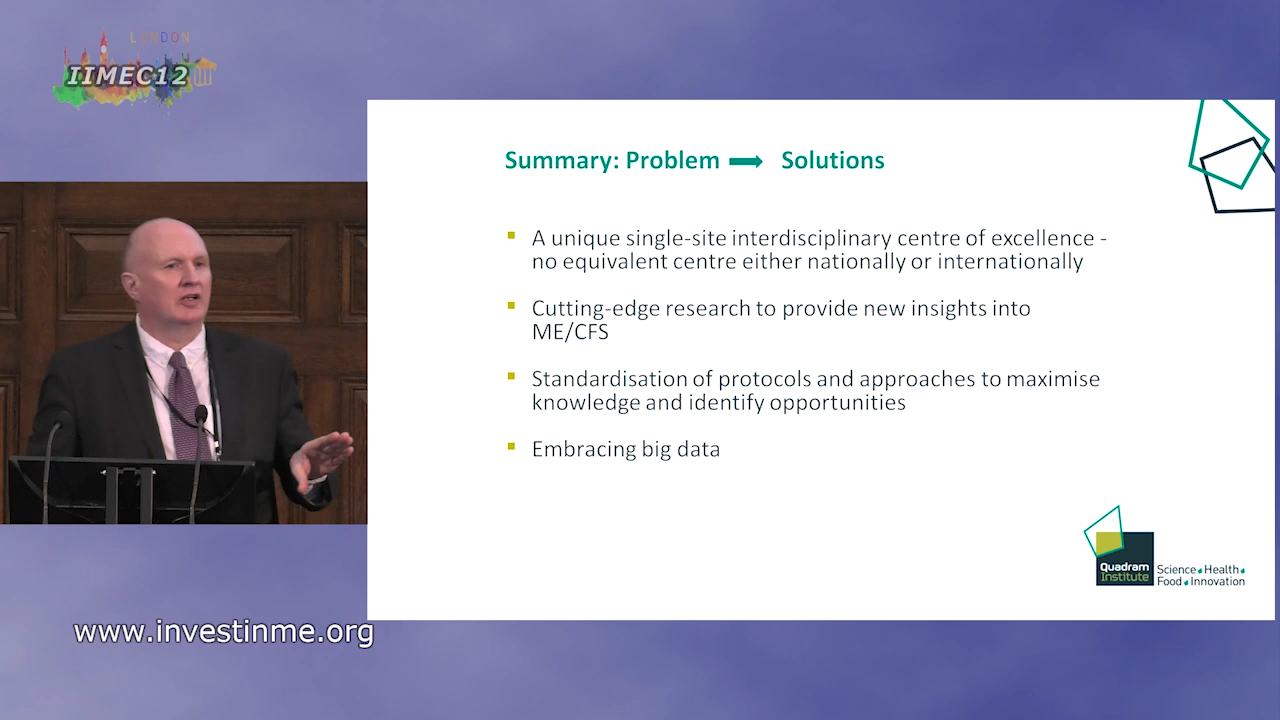 LONDON
IIMEC12
Summary: Problem ➡ Solutions
▪ A unique single-site interdisciplinary centre of excellence -
no equivalent centre either nationally or internationally
▪ Cutting-edge research to provide new insights into
ME/CFS
▪ Standardisation of protocols and approaches to maximise
knowledge and identify opportunities
▪ Embracing big data
Quadram
Institute
Science Health
Food Innovation
www.investinme.org